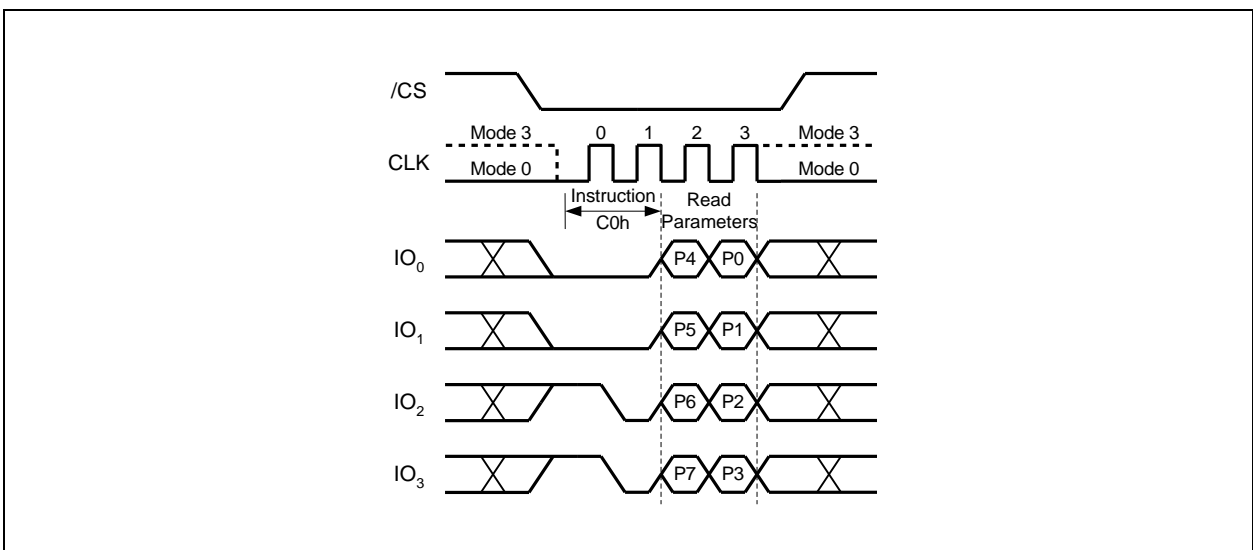 /CS
Mode 3 0 1 2 3 Mode 3
CLK
Mode 0 Mode 0
Instruction Read
C0h Parameters
IO0 P4 P0
IO1 P5 P1
IO2 P6 P2
IO3 P7 P3